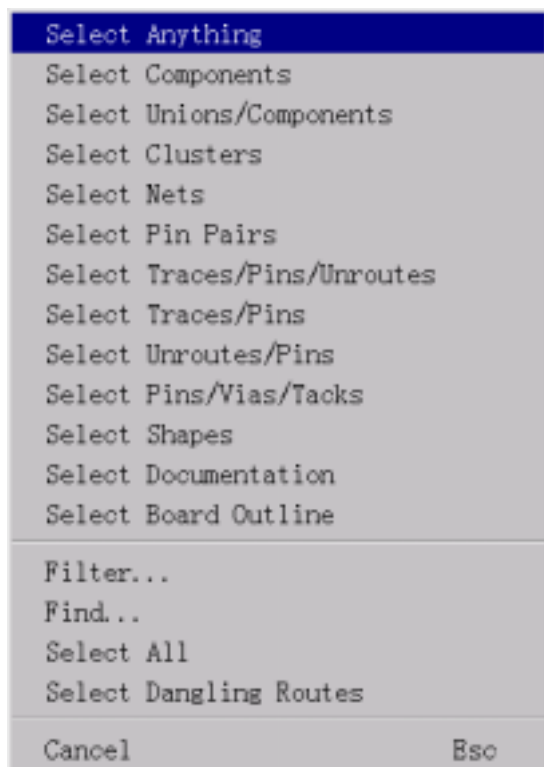 Select Anything
Select Components
Select Unions/Components
Select Clusters
Select Nets
Select Pin Pairs
Select Traces/Pins/Unroutes
Select Traces/Pins
Select Unroutes/Pins
Select Pins/Vias/Tacks
Select Shapes
Select Documentation
Select Board Outline
Filter...
Find...
Select All
Select Dangling Routes
Cancel Esc